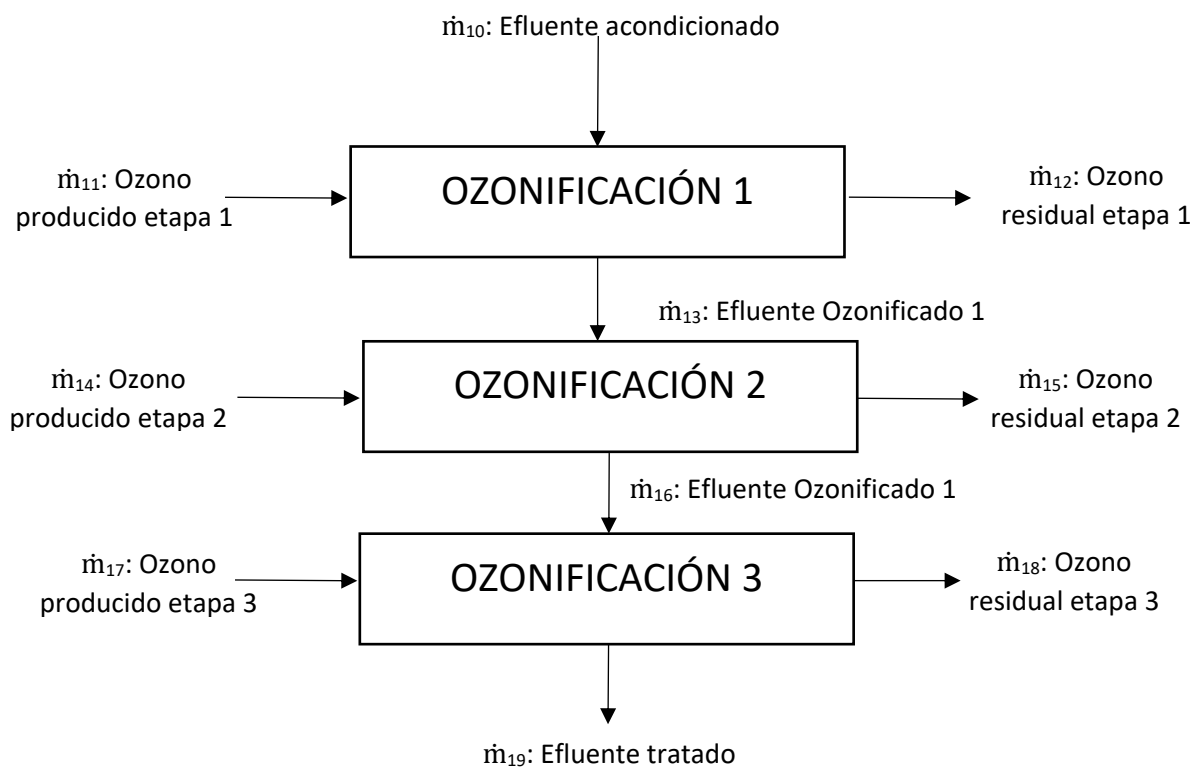 ṁ₁₀: Efluente acondicionado
OZONIFICACIÓN 1
ṁ₁₁: Ozono
producido etapa 1
ṁ₁₂: Ozono
residual etapa 1
ṁ₁₃: Efluente Ozonificado 1
OZONIFICACIÓN 2
ṁ₁₄: Ozono
producido etapa 2
ṁ₁₅: Ozono
residual etapa 2
ṁ₁₆: Efluente Ozonificado 1
OZONIFICACIÓN 3
ṁ₁₇: Ozono
producido etapa 3
ṁ₁₈: Ozono
residual etapa 3
ṁ₁₉: Efluente tratado